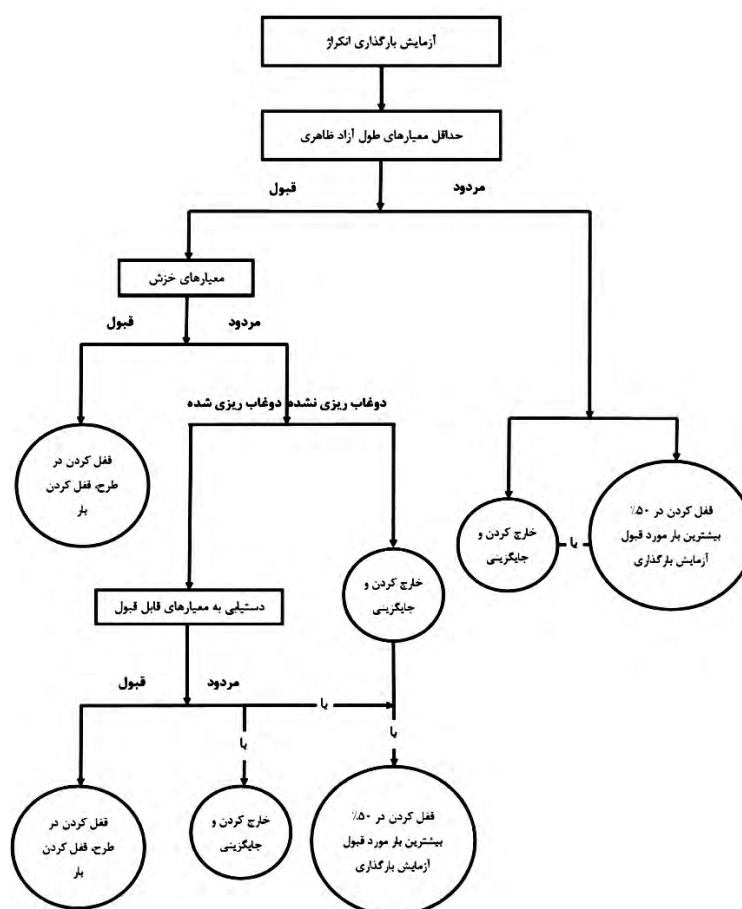 آزمایش بارگذاری انکراژ
حداقل معیارهای طول آزاد ظاهری
قبول
مردود
معیارهای خزش
قبول
مردود
دوغاب ریزی شده
دوغاب ریزی نشده
قفل کردن در
طرح، قفل کردن
بار
خارج کردن و
جایگزینی
یا
قفل کردن در ۵۰٪
بیشترین بار مورد قبول
آزمایش بارگذاری
خارج کردن و
جایگزینی
دستیابی به معیارهای قابل قبول
قبول
مردود
یا
یا
یا
قفل کردن در
طرح، قفل کردن
بار
خارج کردن و
جایگزینی
قفل کردن در ۵۰٪
بیشترین بار مورد قبول
آزمایش بارگذاری